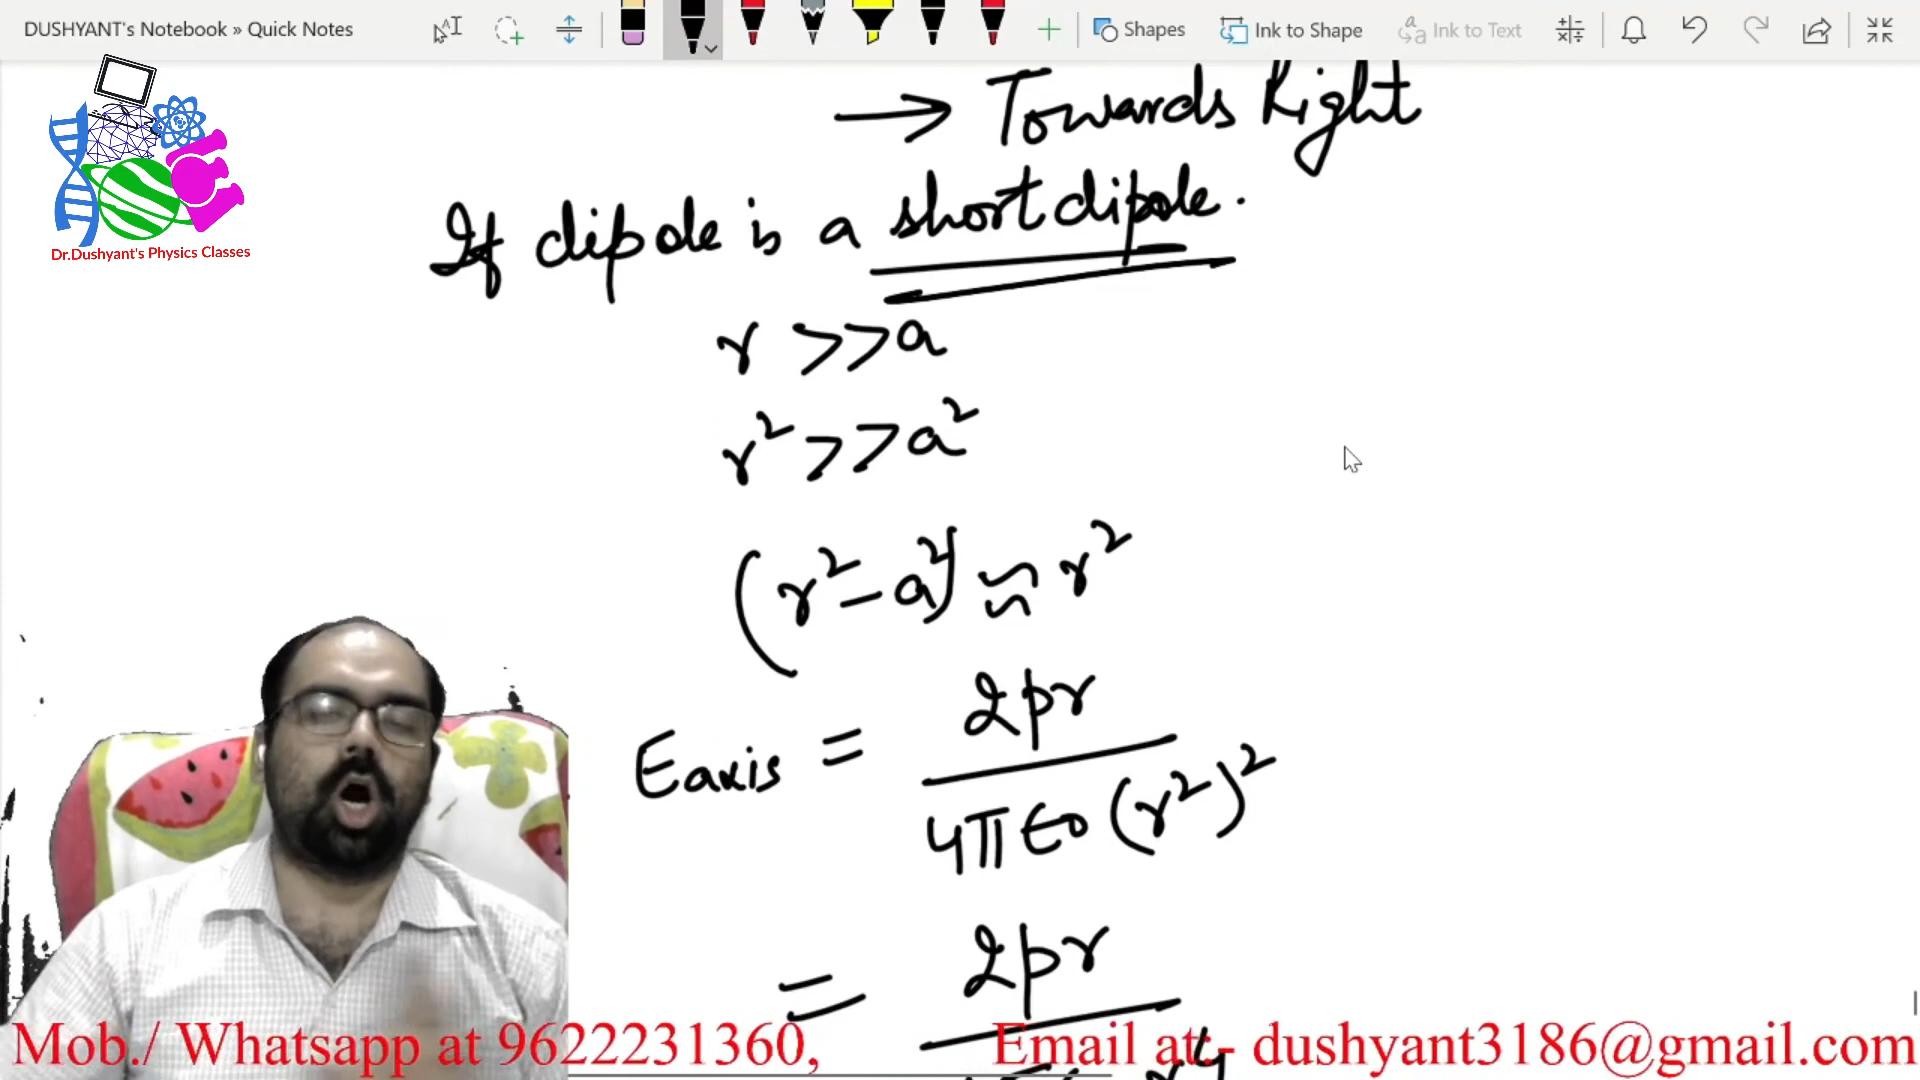 DUSHYANT's Notebook » Quick Notes
Shapes
Ink to Shape
Ink to Text
→ Towards Right
Dr.Dushyant's Physics Classes
If dipole is a short dipole.
r >> a
r² >> a²
(r² - a²) ≈ r²
Eaxis = 2pr / 4π∈0 (r²)²
= 2pr
Mob./ Whatsapp at 9622231360,
Email at:- dushyant3186@gmail.com